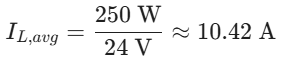 I_{L,avg} = \frac{250 W}{24 V} ≈ 10.42 A